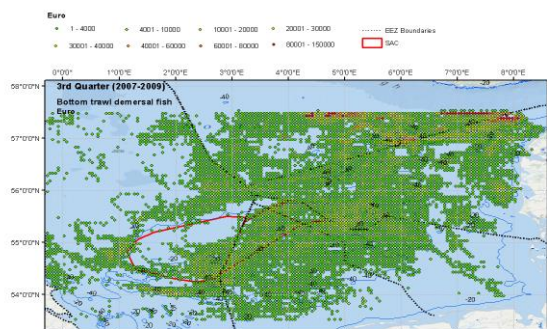 Euro
1 - 4000
4001 - 10000
10001 - 20000
20001 - 30000
EEZ Boundaries
30001 - 40000
40001 - 60000
60001 - 80000
80001 - 150000
SAC
0°0'0"
1°0'0"E
2°0'0"E
3°0'0"E
4°0'0"E
5°0'0"E
6°0'0"E
7°0'0"E
8°0'0"E
58°0'0"N
57°0'0"N
56°0'0"N
55°0'0"N
54°0'0"N
3rd Quarter (2007-2009)
Bottom trawl demersal fish
Euro